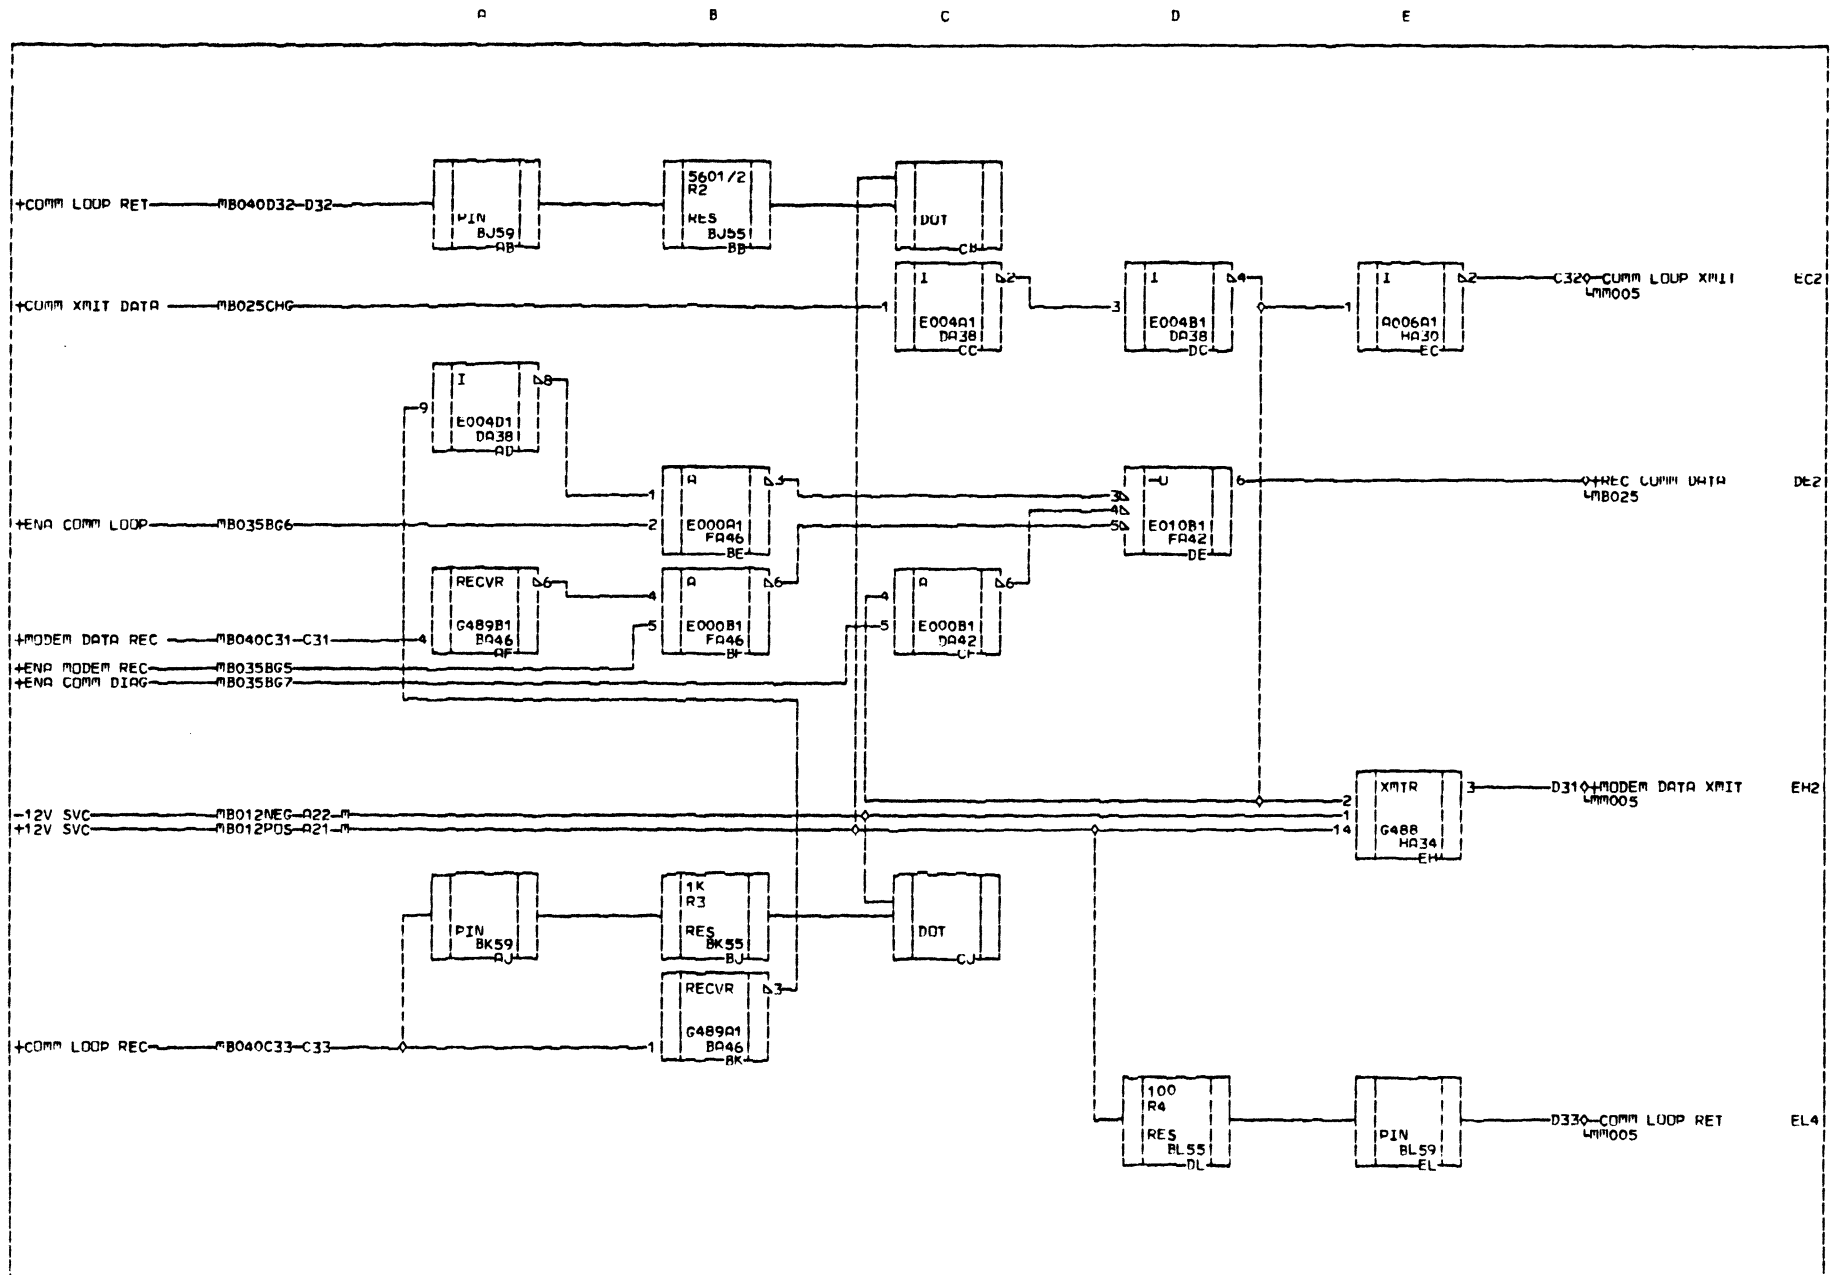 A B C D E
5601/2
R2
+COMM LOOP RET MB040D32-D32
PIN RES DOT
BJ59 BJ55
AB BB
I 2 I 4 I 2 C32 -COMM LOOP XMIT EC2
MM005
+COMM XMIT DATA MB025CHG 1 3 1
E004A1 E004B1 A006A1
DA38 DA38 HA30
CC DC EC
I 8
9
E004D1
DA38
AD
A 3 -O 6 +REC COMM DATA DE2
MB025
1 3
4
+ENA COMM LOOP MB035BG6 2 E000A1 5 E010B1
FA46 FA42
BE DE
RECVR 6 A 6 A 6
4 4
5 5
G489B1 E000B1 E000B1
+MODEM DATA REC MB040C31-C31 4 BA46 FA46 DA42
AF BF CF
+ENA MODEM REC MB035BG5
+ENA COMM DIAG MB035BG7
XMTR 3 D31 +MODEM DATA XMIT EH2
MM005
2
-12V SVC MB012NEG-A22-M 1
+12V SVC MB012POS-A21-M 14 G488
HA34
EH
1K
R3
PIN RES DOT
BK59 BK55
AJ BJ CJ
RECVR 3
G489A1
+COMM LOOP REC MB040C33-C33 1 BA46
BK
100
R4
D33 -COMM LOOP RET EL4
MM005
RES PIN
BL55 BL59
DL EL